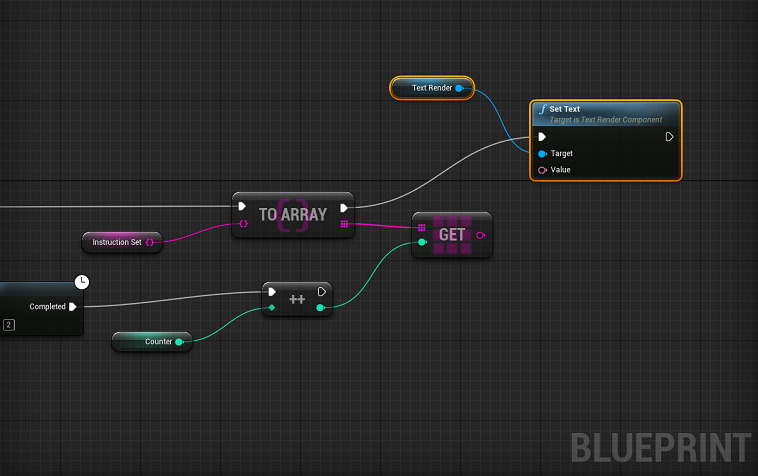 Text Render
Set Text
Target is Text Render Component
Target
Value
TO ARRAY
Instruction Set
GET
Completed
2
++
Counter
BLUEPRINT